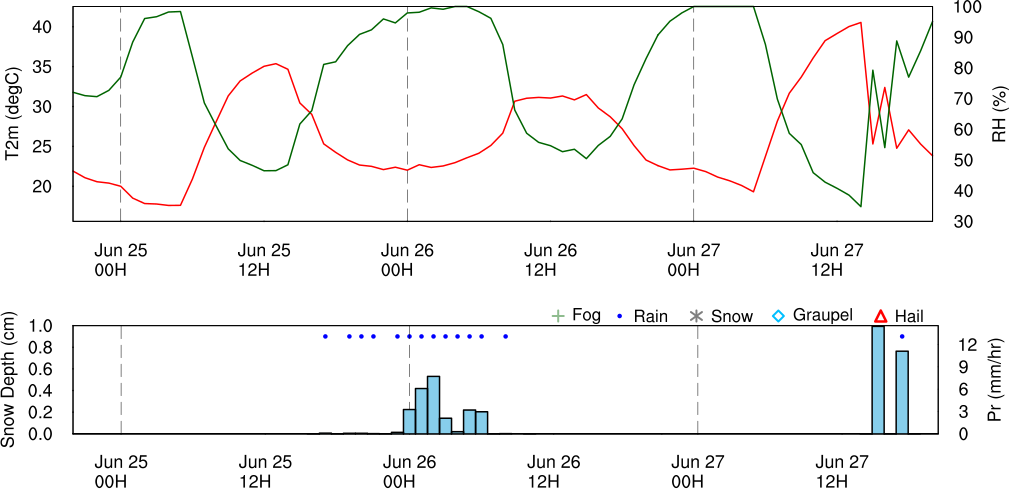 T2m (degC)
40
35
30
25
20
RH (%)
100
90
80
70
60
50
40
30
Jun 25 Jun 25 Jun 26 Jun 26 Jun 27 Jun 27
00H 12H 00H 12H 00H 12H
Fog Rain Snow Graupel Hail
Snow Depth (cm)
1.0
0.8
0.6
0.4
0.2
0.0
Pr (mm/hr)
12
9
6
3
0
Jun 25 Jun 25 Jun 26 Jun 26 Jun 27 Jun 27
00H 12H 00H 12H 00H 12H